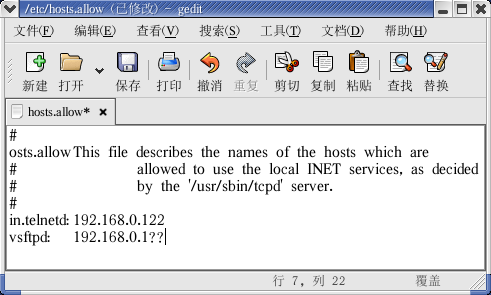 /etc/hosts.allow (已修改) - gedit
文件(F) 编辑(E) 查看(V) 搜索(S) 工具(T) 文档(D) 帮助(H)
新建 打开 保存 打印 撤消 重复 剪切 复制 粘贴 查找 替换
hosts.allow*
#
osts.allow This file describes the names of the hosts which are
# allowed to use the local INET services, as decided
# by the '/usr/sbin/tcpd' server.
#
in.telnetd: 192.168.0.122
vsftpd: 192.168.0.1??
行 7, 列 22 覆盖